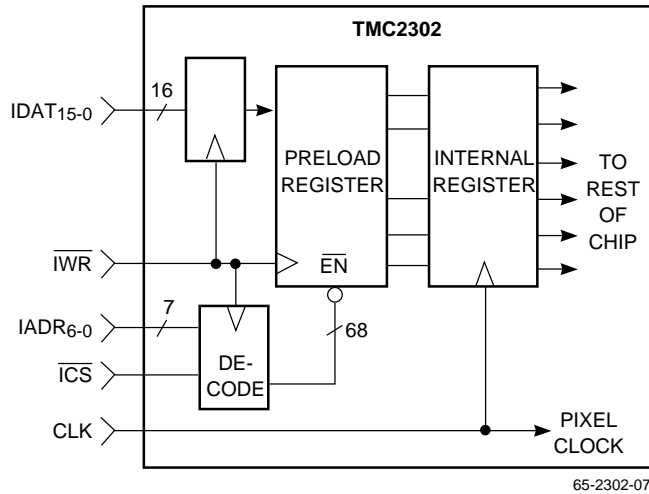 TMC2302
IDAT15-0
16
PRELOAD
REGISTER
INTERNAL
REGISTER
TO
REST
OF
CHIP
IWR
EN
IADR6-0
7
68
ICS
DE-
CODE
CLK
PIXEL
CLOCK
65-2302-07